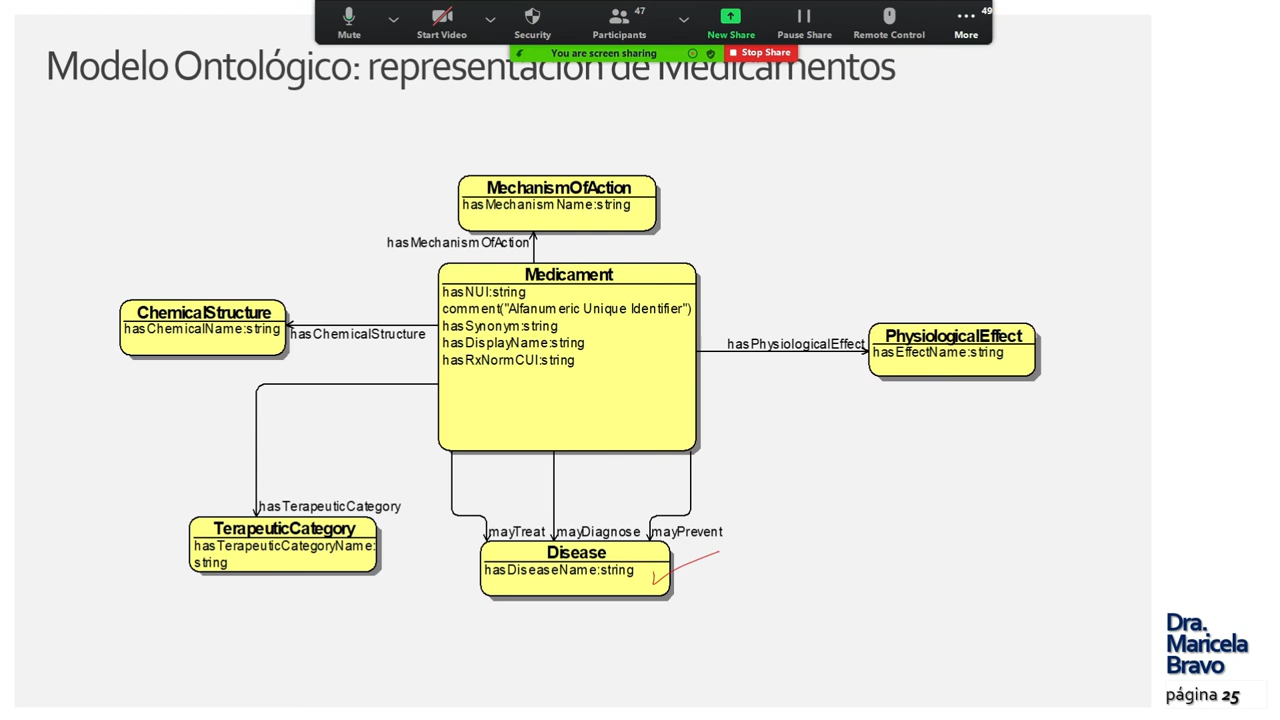 47
49
Mute
Start Video
Security
Participants
New Share
Pause Share
Remote Control
More
You are screen sharing
Stop Share
Modelo Ontológico: representación de Medicamentos
MechanismOfAction
hasMechanismName:string
hasMechanismOfAction
Medicament
hasNUI:string
comment("Alfanumeric Unique Identifier")
hasSynonym:string
hasDisplayName:string
hasRxNormCUI:string
ChemicalStructure
hasChemicalName:string
hasChemicalStructure
hasPhysiologicalEffect
PhysiologicalEffect
hasEffectName:string
hasTerapeuticCategory
TerapeuticCategory
hasTerapeuticCategoryName:
string
mayTreat
mayDiagnose
mayPrevent
Disease
hasDiseaseName:string
Dra.
Maricela
Bravo
página 25